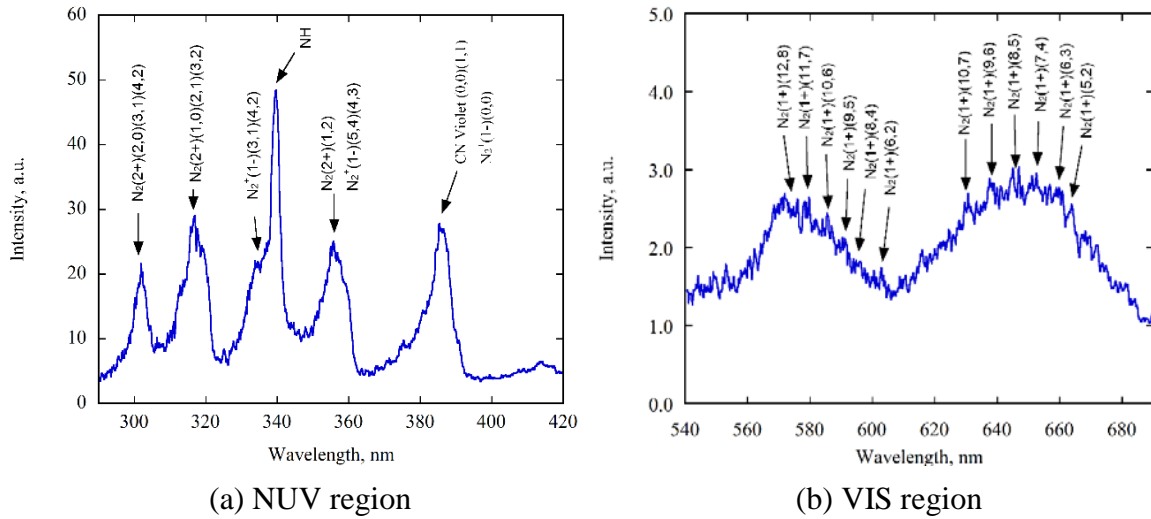 60
50
40
30
20
10
0
300
320
340
360
380
400
420
Intensity, a.u.
Wavelength, nm
N₂(2+)(2,0)(3,1)(4,2)
N₂(2+)(1,0)(2,1)(3,2)
N₂⁺(1-)(3,1)(4,2)
NH
N₂(2+)(1,2)
N₂⁺(1-)(5,4)(4,3)
CN Violet (0,0)(1,1)
N₂⁺(1-)(0,0)
(a) NUV region
5.0
4.0
3.0
2.0
1.0
0.0
540
560
580
600
620
640
660
680
Intensity, a.u.
Wavelength, nm
N₂(1+)(12,8)
N₂(1+)(11,7)
N₂(1+)(10,6)
N₂(1+)(9,5)
N₂(1+)(8,4)
N₂(1+)(6,2)
N₂(1+)(10,7)
N₂(1+)(9,6)
N₂(1+)(8,5)
N₂(1+)(7,4)
N₂(1+)(6,3)
N₂(1+)(5,2)
(b) VIS region